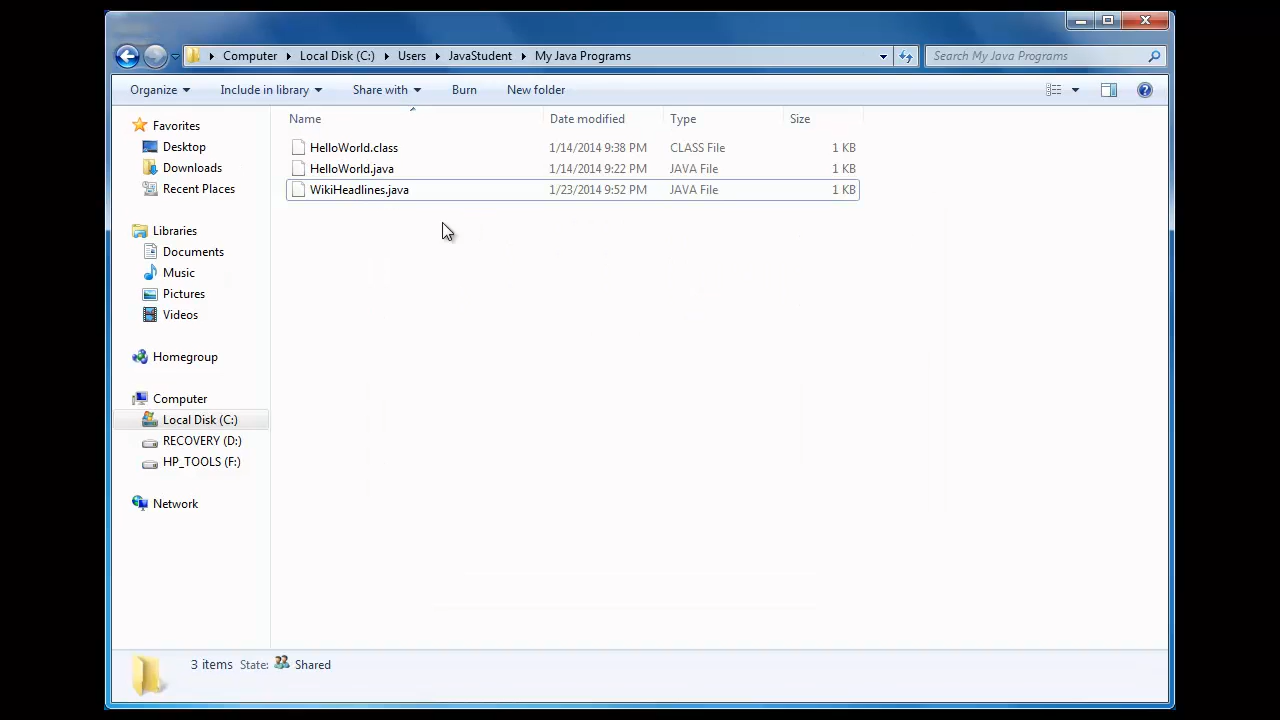 Computer Local Disk (C:) Users JavaStudent My Java Programs Search My Java Programs
Organize Include in library Share with Burn New folder
Name Date modified Type Size
HelloWorld.class 1/14/2014 9:38 PM CLASS File 1 KB
HelloWorld.java 1/14/2014 9:22 PM JAVA File 1 KB
WikiHeadlines.java 1/23/2014 9:52 PM JAVA File 1 KB
Favorites
Desktop
Downloads
Recent Places
Libraries
Documents
Music
Pictures
Videos
Homegroup
Computer
Local Disk (C:)
RECOVERY (D:)
HP_TOOLS (F:)
Network
3 items State: Shared